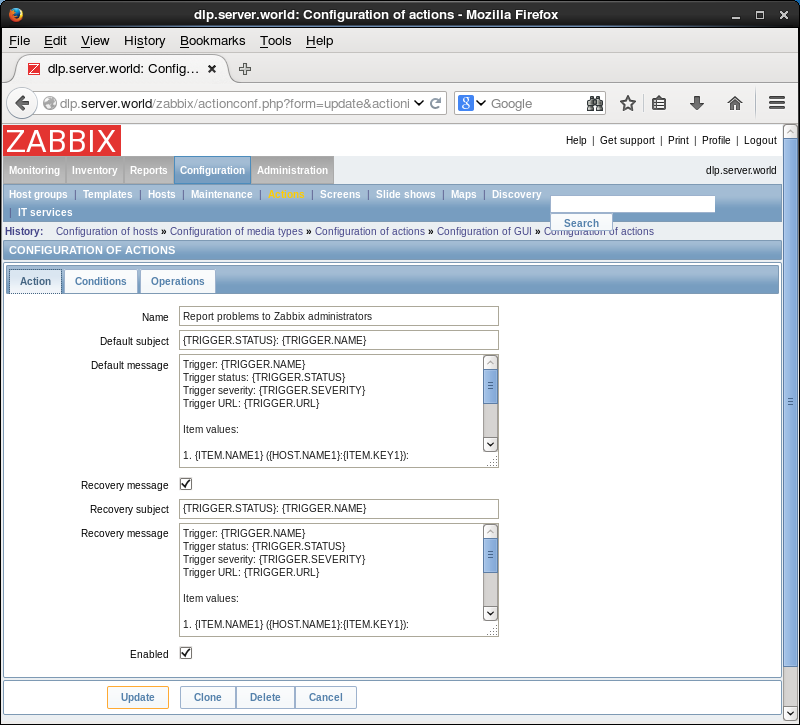 dlp.server.world: Configuration of actions - Mozilla Firefox
File Edit View History Bookmarks Tools Help
dlp.server.world: Config...
dlp.server.world/zabbix/actionconf.php?form=update&actioni
Google
ZABBIX
Help | Get support | Print | Profile | Logout
Monitoring Inventory Reports Configuration Administration
dlp.server.world
Host groups | Templates | Hosts | Maintenance | Actions | Screens | Slide shows | Maps | Discovery
| IT services
Search
History: Configuration of hosts » Configuration of media types » Configuration of actions » Configuration of GUI » Configuration of actions
CONFIGURATION OF ACTIONS
Action Conditions Operations
Name Report problems to Zabbix administrators
Default subject {TRIGGER.STATUS}: {TRIGGER.NAME}
Default message Trigger: {TRIGGER.NAME}
Trigger status: {TRIGGER.STATUS}
Trigger severity: {TRIGGER.SEVERITY}
Trigger URL: {TRIGGER.URL}
Item values:
1. {ITEM.NAME1} ({HOST.NAME1}:{ITEM.KEY1}):
Recovery message
Recovery subject {TRIGGER.STATUS}: {TRIGGER.NAME}
Recovery message Trigger: {TRIGGER.NAME}
Trigger status: {TRIGGER.STATUS}
Trigger severity: {TRIGGER.SEVERITY}
Trigger URL: {TRIGGER.URL}
Item values:
1. {ITEM.NAME1} ({HOST.NAME1}:{ITEM.KEY1}):
Enabled
Update Clone Delete Cancel